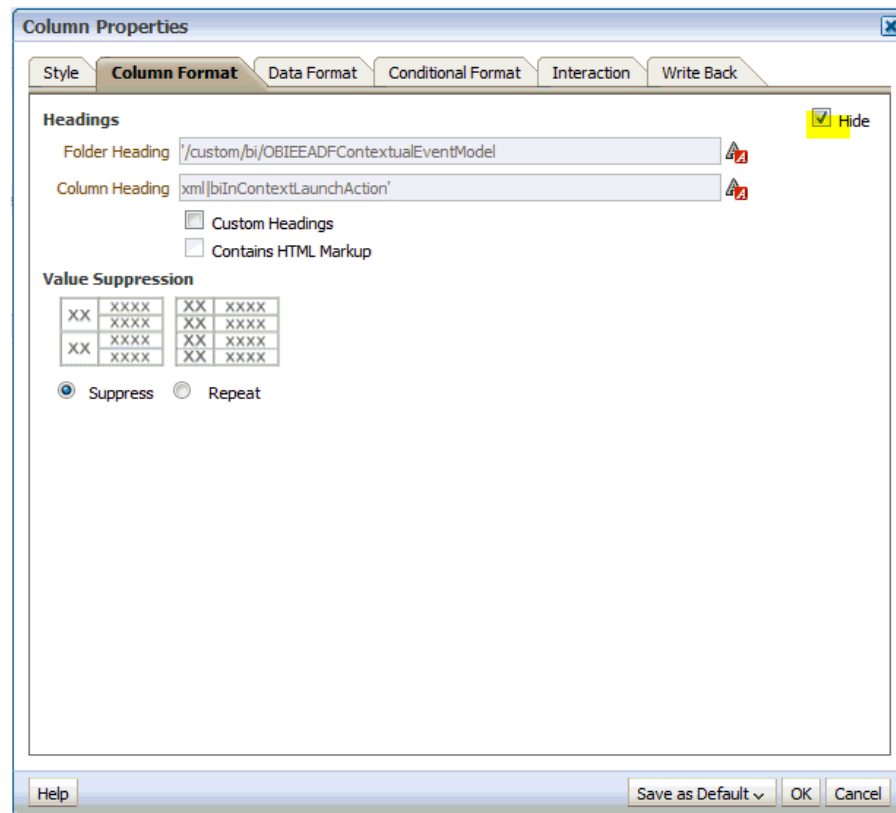 Column Properties
Style Column Format Data Format Conditional Format Interaction Write Back
Headings Hide
Folder Heading '/custom/bi/OBIEEADFContextualEventModel
Column Heading xml|biInContextLaunchAction'
Custom Headings
Contains HTML Markup
Value Suppression
XX XXXX XX XXXX
XXXX XX XXXX
XX XXXX XX XXXX
XXXX XX XXXX
Suppress Repeat
Help Save as Default OK Cancel